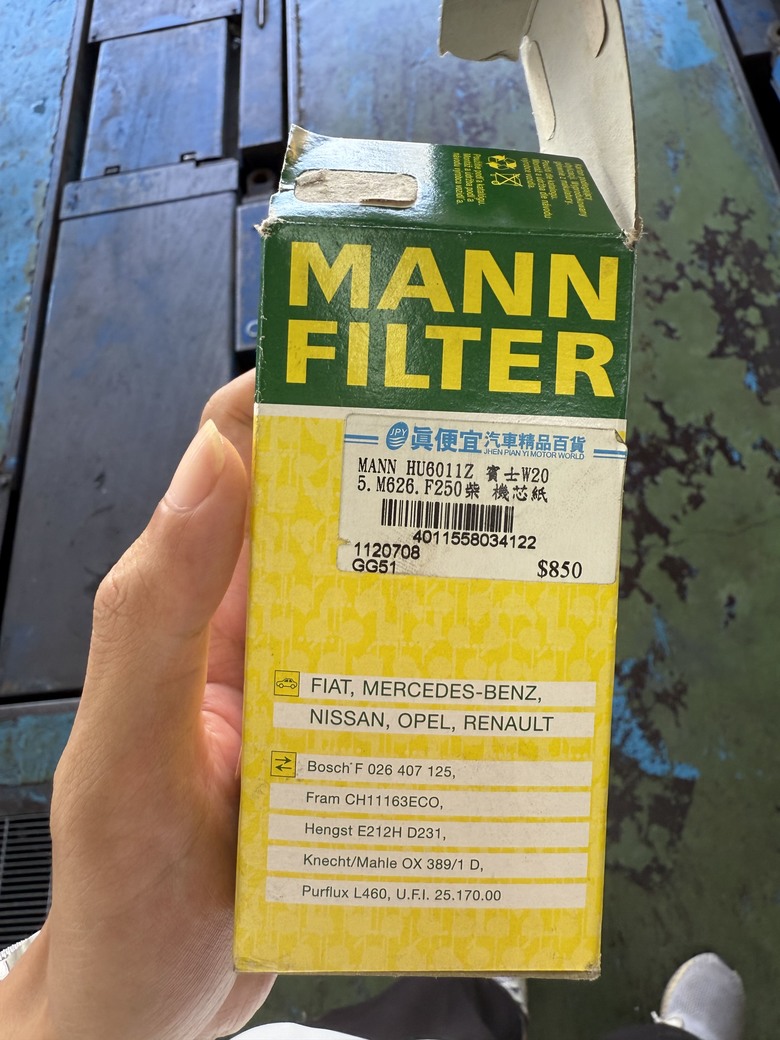 MANN
FILTER
JPY 眞便宜 汽車精品百貨
JHEN PIAN YI MOTOR WORLD
MANN HU6011Z 賓士W20
5.M626.F250柴 機芯紙
4011558034122
1120708
GG51 $850
FIAT, MERCEDES-BENZ,
NISSAN, OPEL, RENAULT
Bosch F 026 407 125,
Fram CH11163ECO,
Hengst E212H D231,
Knecht/Mahle OX 389/1 D,
Purflux L460, U.F.I. 25.170.00